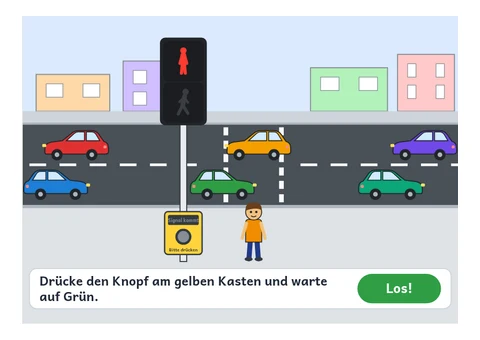 Signal kommt
Bitte drücken
Drücke den Knopf am gelben Kasten und warte
auf Grün.
Los!